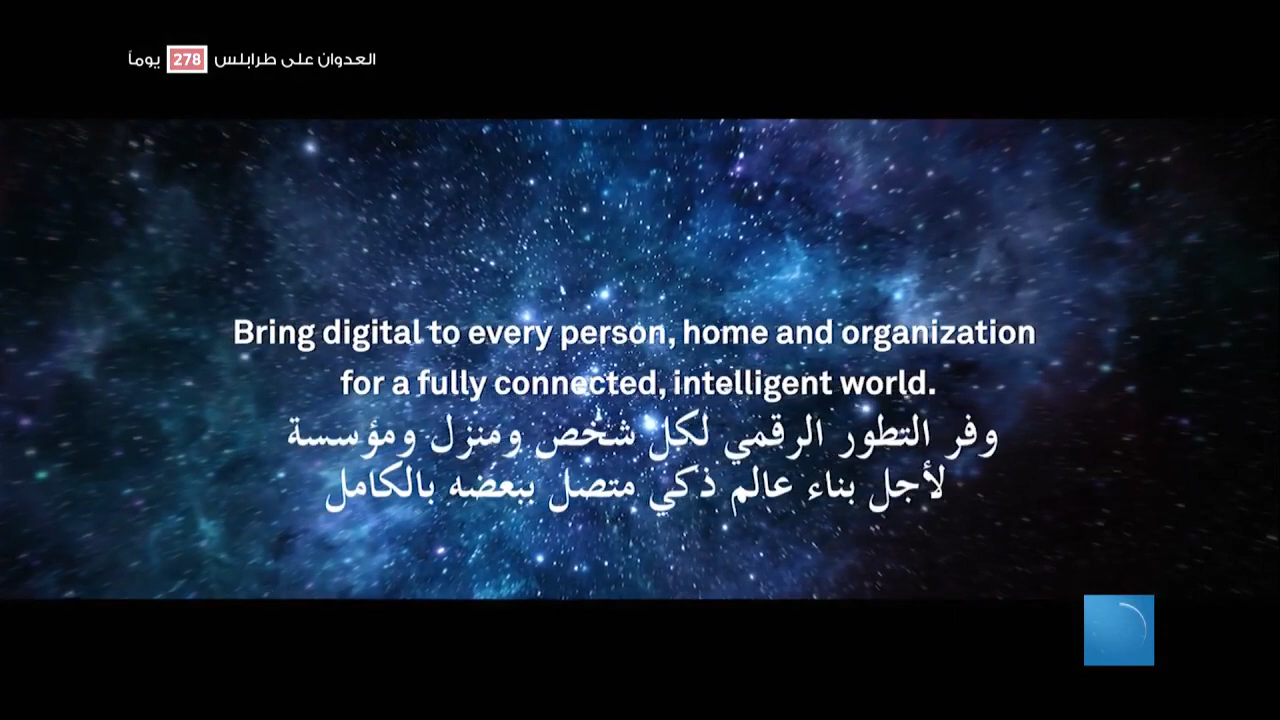 العدوان على طرابلس 278 يوماً
Bring digital to every person, home and organization
for a fully connected, intelligent world.
وفر التطور الرقمي لكل شخص ومنزل ومؤسسة
لأجل بناء عالم ذكي متصل ببعضه بالكامل